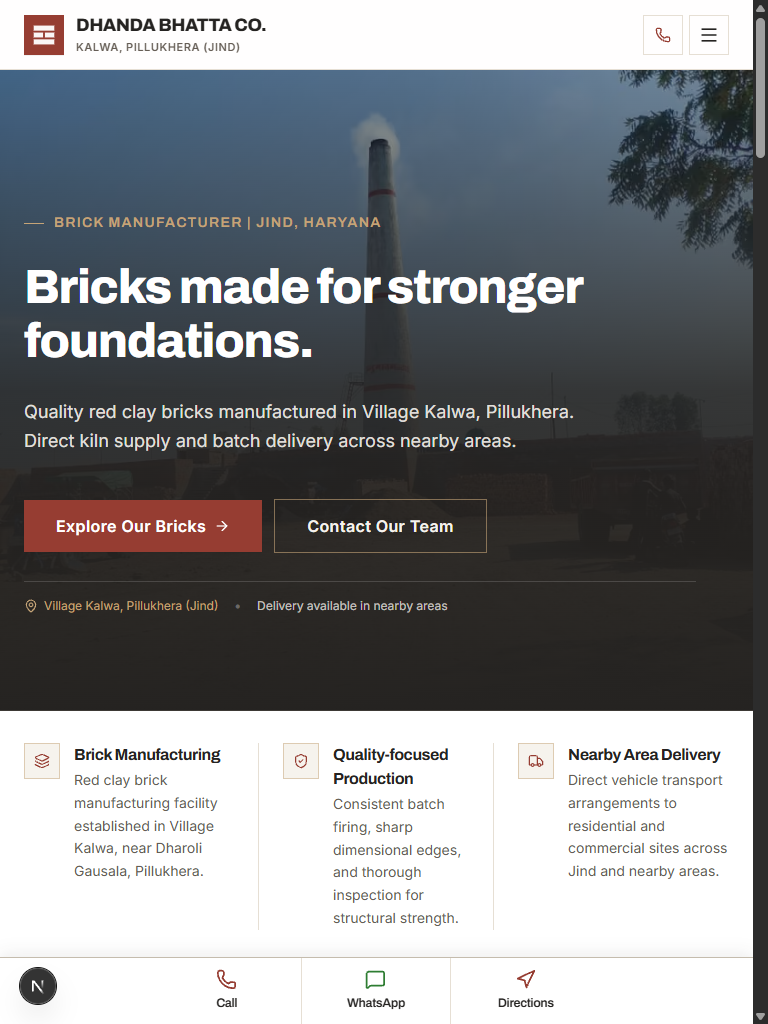 DHANDA BHATTA CO.
KALWA, PILLUKHERA (JIND)
BRICK MANUFACTURER | JIND, HARYANA
Bricks made for stronger
foundations.
Quality red clay bricks manufactured in Village Kalwa, Pillukhera.
Direct kiln supply and batch delivery across nearby areas.
Explore Our Bricks →
Contact Our Team
Village Kalwa, Pillukhera (Jind) • Delivery available in nearby areas
Brick Manufacturing
Red clay brick
manufacturing facility
established in Village
Kalwa, near Dharoli
Gausala, Pillukhera.
Quality-focused
Production
Consistent batch
firing, sharp
dimensional edges,
and thorough
inspection for
structural strength.
Nearby Area Delivery
Direct vehicle transport
arrangements to
residential and
commercial sites across
Jind and nearby areas.
N
Call
WhatsApp
Directions